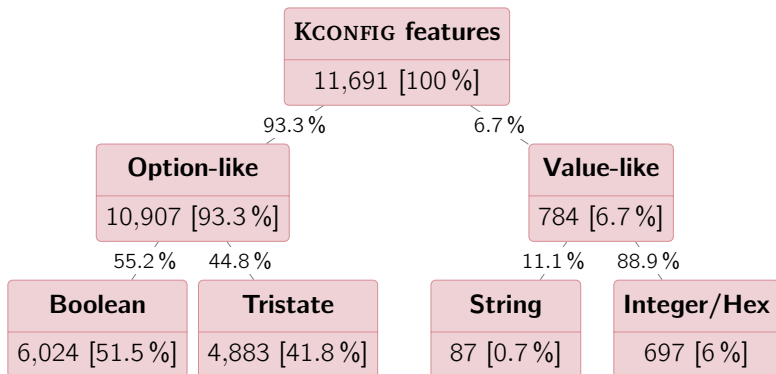 KCONFIG features
11,691 [100 %]
93.3 % 6.7 %
Option-like Value-like
10,907 [93.3 %] 784 [6.7 %]
55.2 % 44.8 % 11.1 % 88.9 %
Boolean Tristate String Integer/Hex
6,024 [51.5 %] 4,883 [41.8 %] 87 [0.7 %] 697 [6 %]